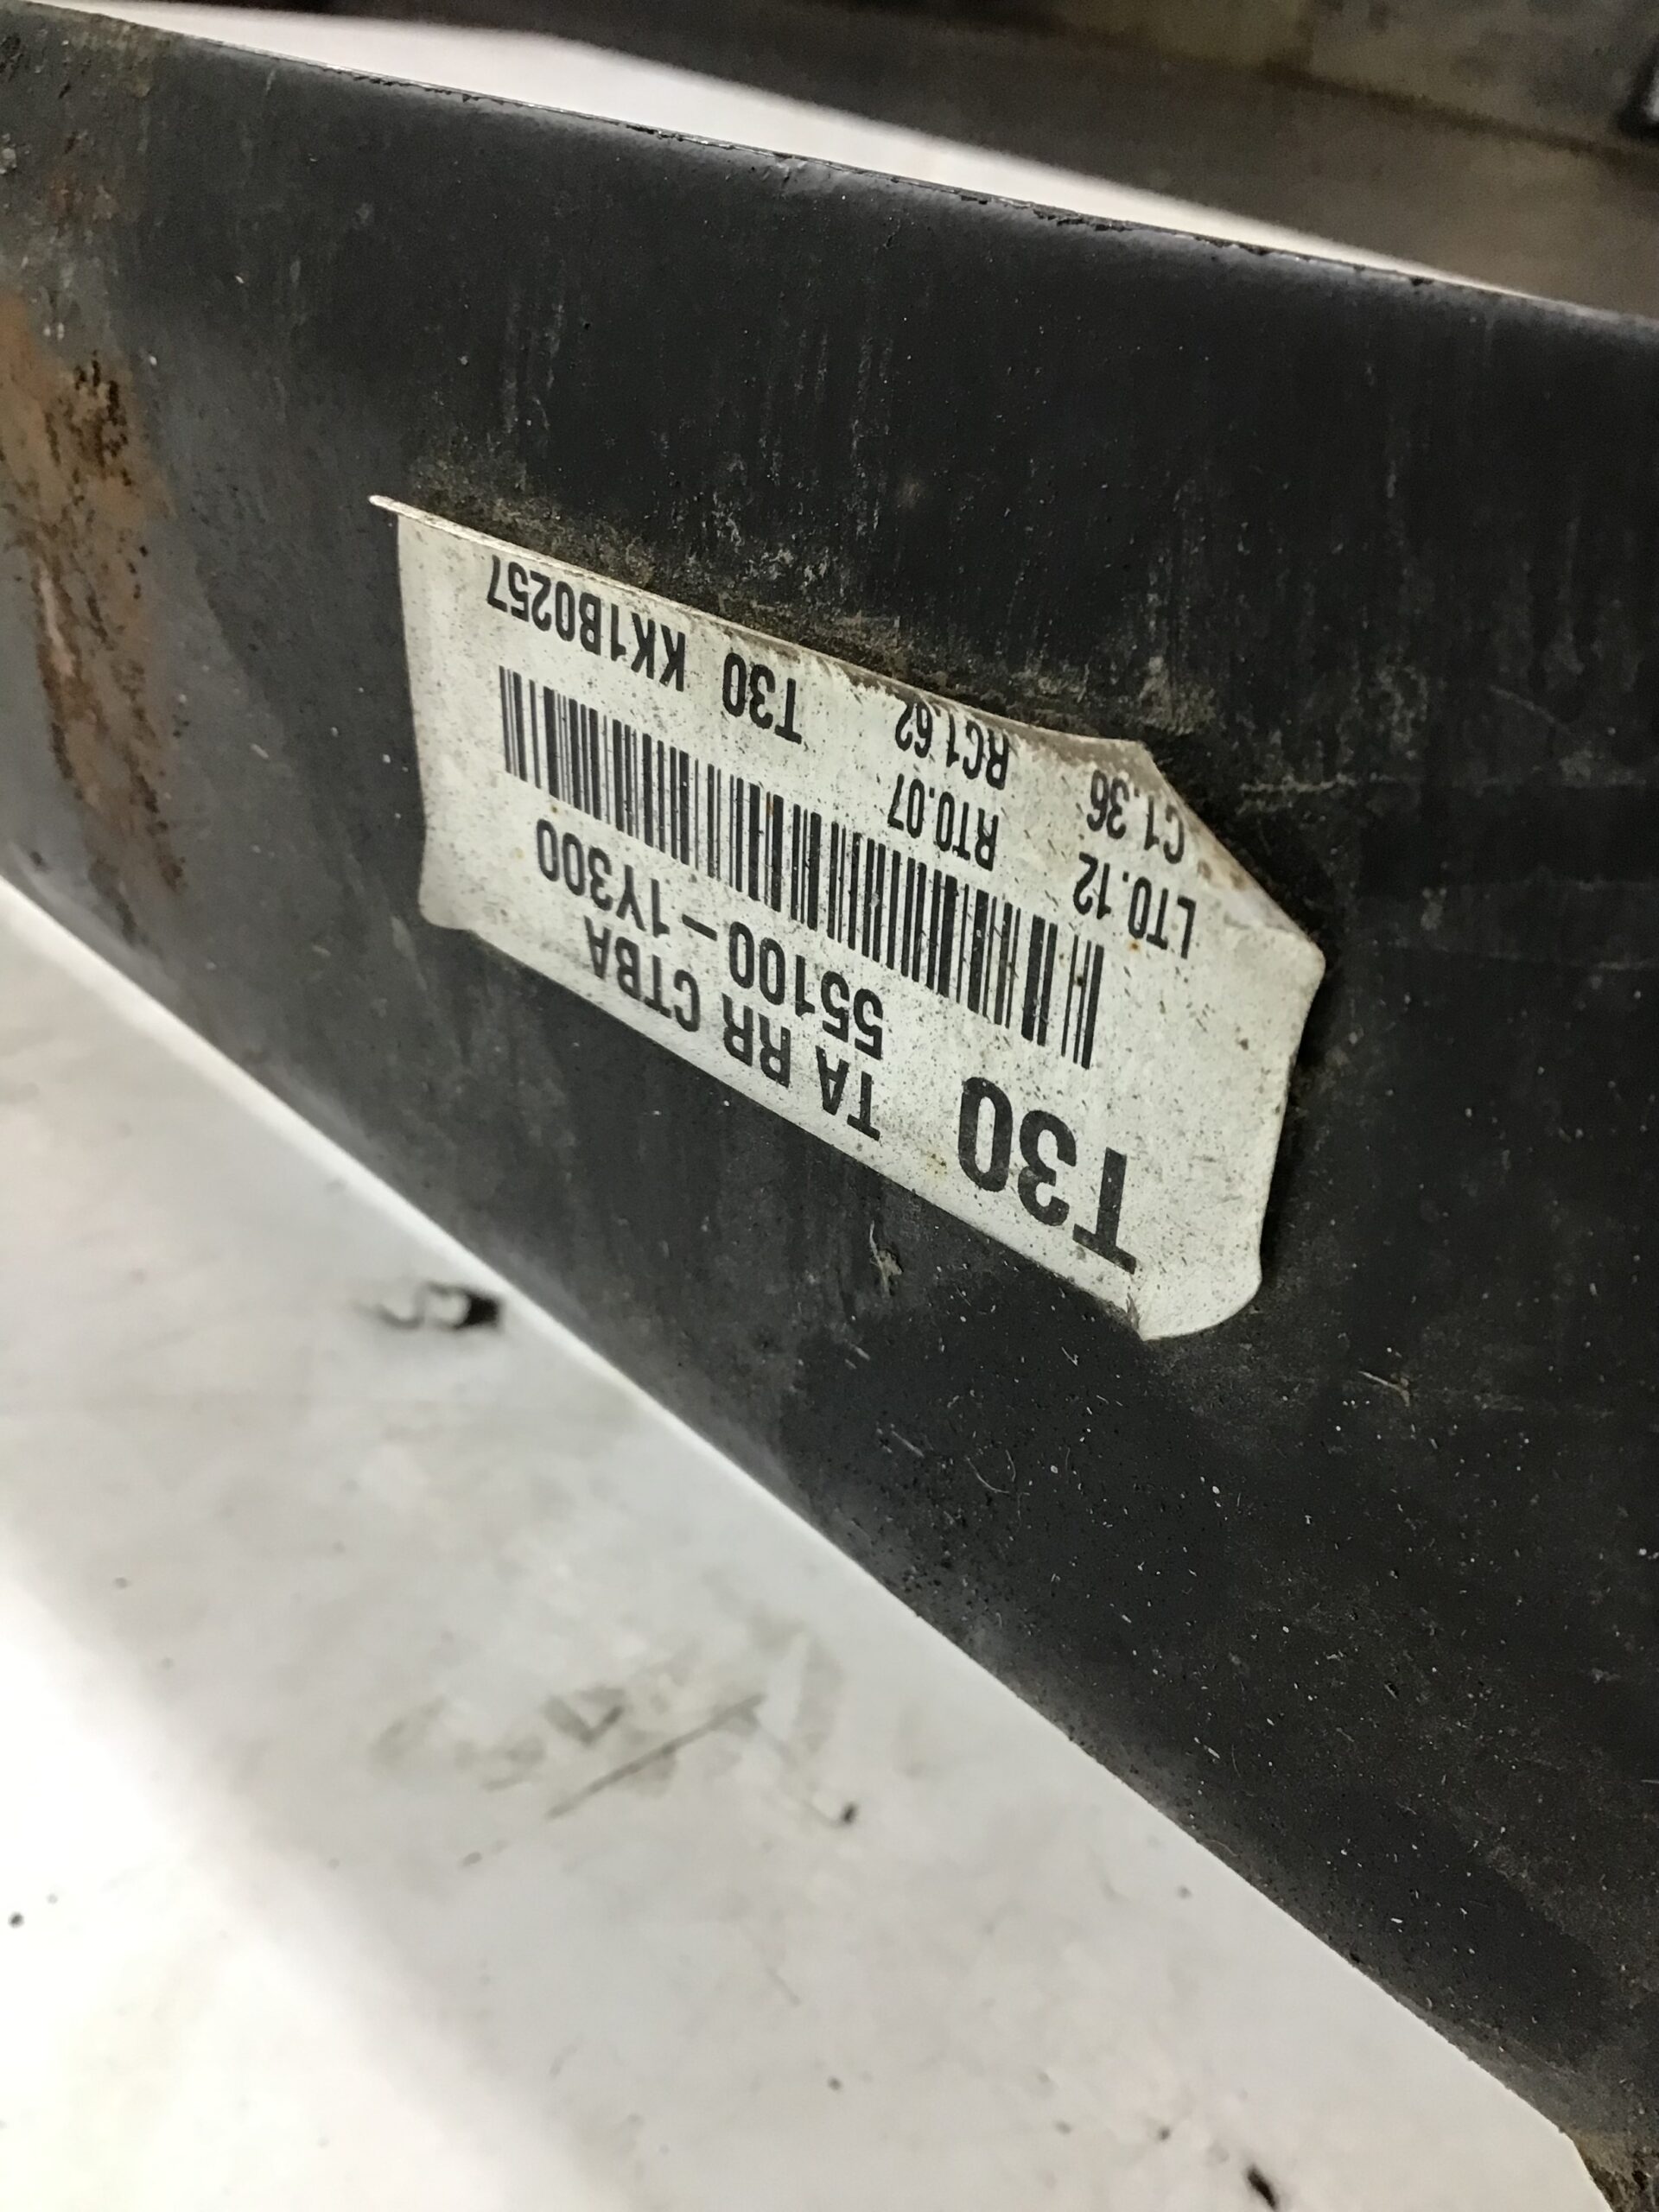 T30 TA RR CTBA
55100-1Y300
LT0.12 RT0.07 T30 KK1B0257
C1.36 RC1.62